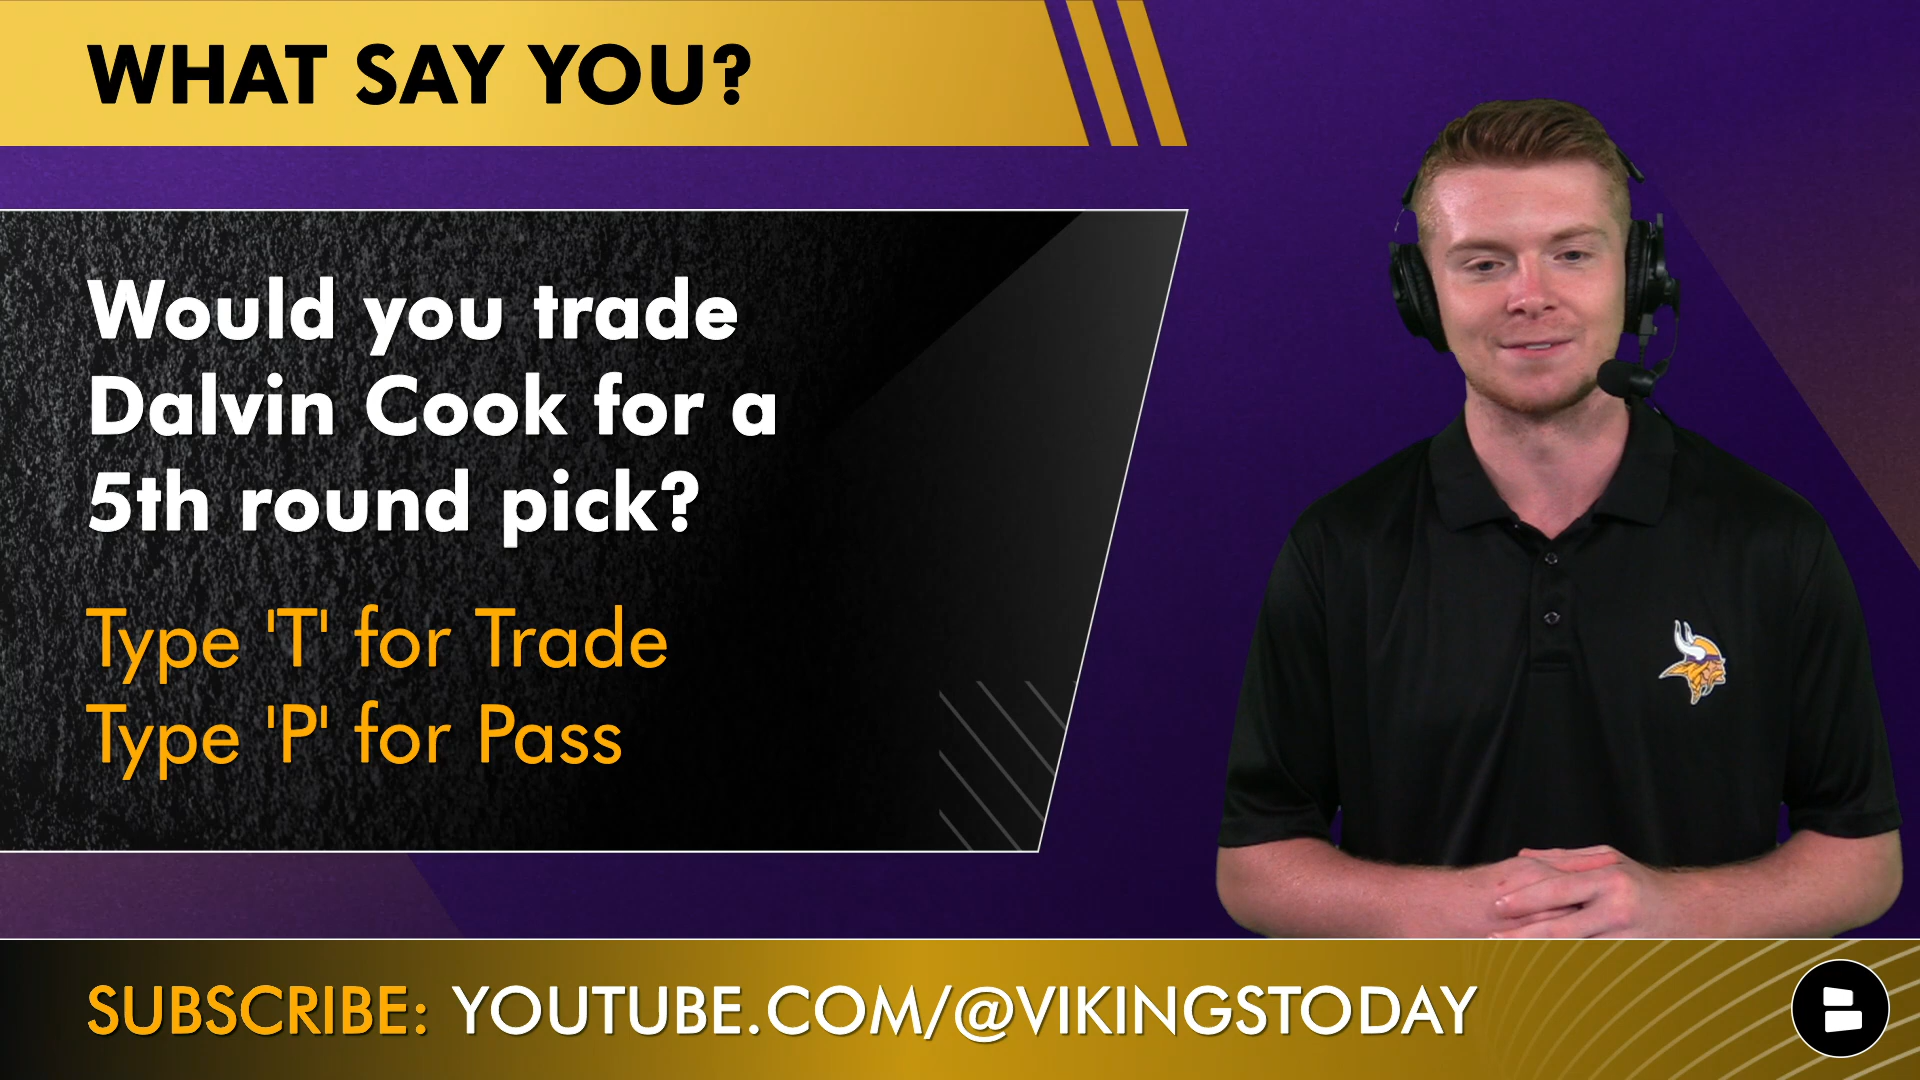 WHAT SAY YOU?
Would you trade
Dalvin Cook for a
5th round pick?
Type 'T' for Trade
Type 'P' for Pass
SUBSCRIBE: YOUTUBE.COM/@VIKINGSTODAY